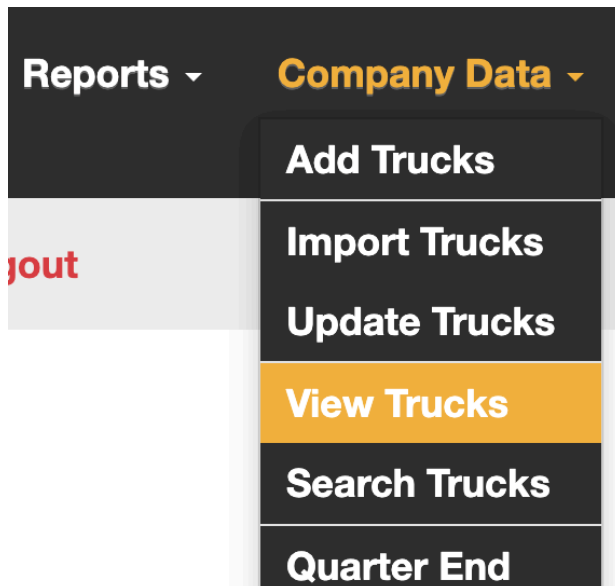 Reports
Company Data
Add Trucks
gout
Import Trucks
Update Trucks
View Trucks
Search Trucks
Quarter End